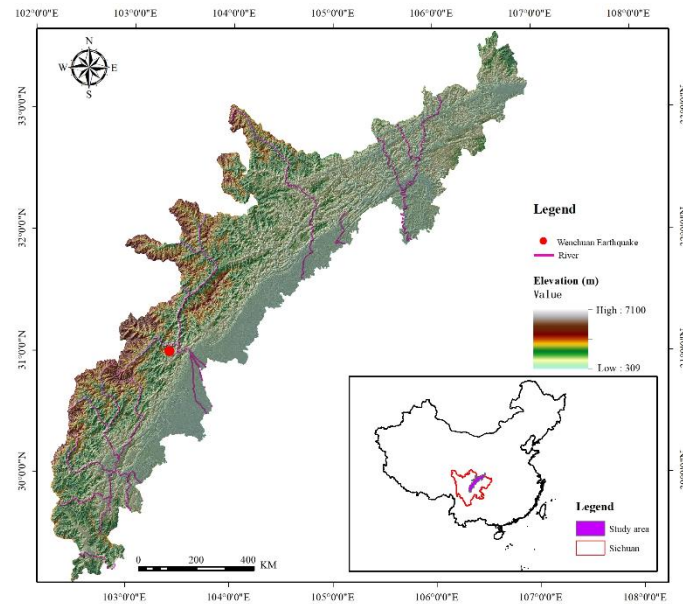 102°0'0"E 103°0'0"E 104°0'0"E 105°0'0"E 106°0'0"E 107°0'0"E 108°0'0"E
N
W E
S
33°0'0"N
32°0'0"N
31°0'0"N
30°0'0"N
Legend
Wenchuan Earthquake
River
Elevation (m)
Value
High : 7100
Low : 309
Legend
Study area
Sichuan
0 200 400
KM
103°0'0"E 104°0'0"E 105°0'0"E 106°0'0"E 107°0'0"E 108°0'0"E